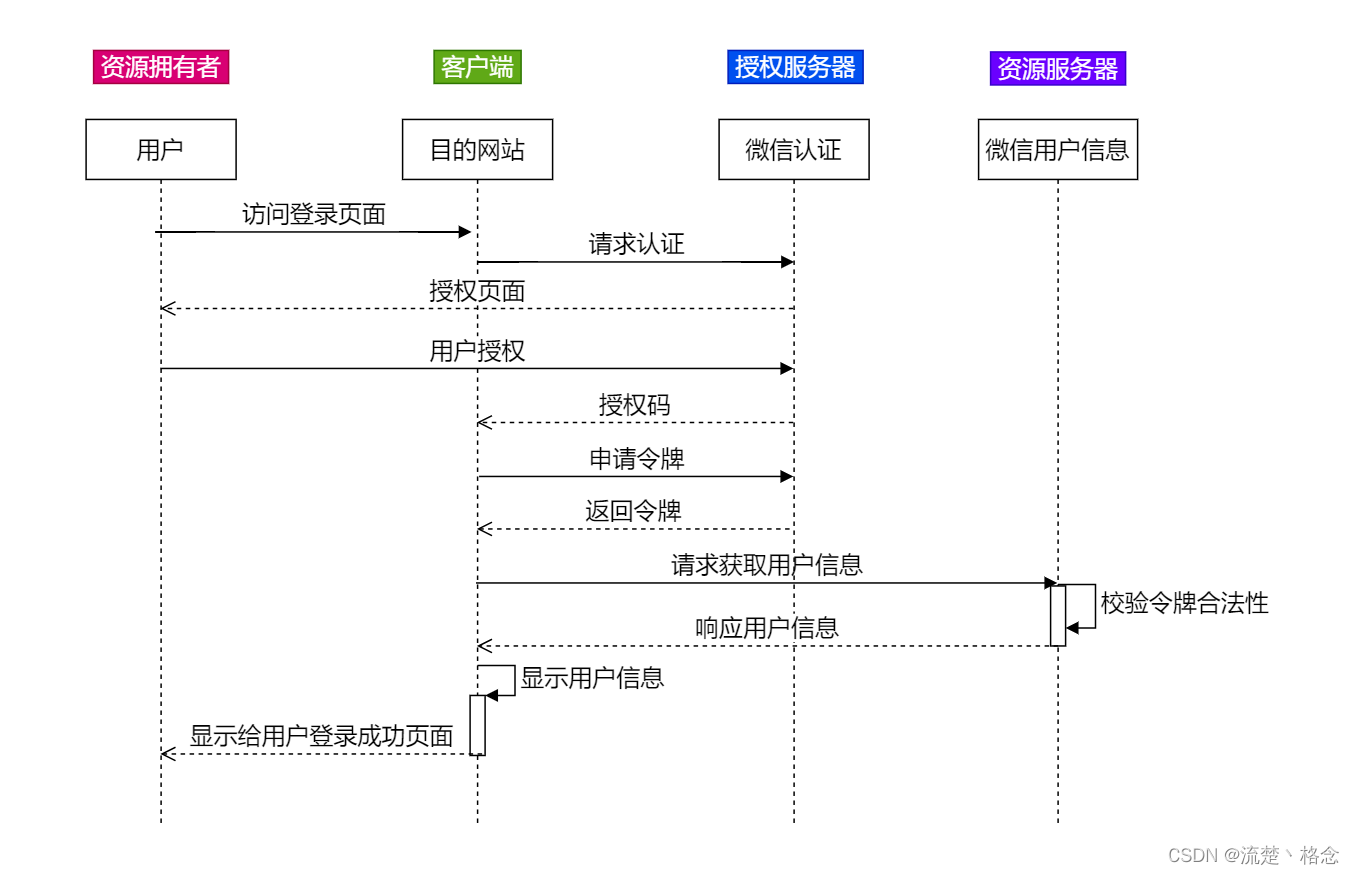 资源拥有者
客户端
授权服务器
资源服务器
用户
目的网站
微信认证
微信用户信息
访问登录页面
请求认证
授权页面
用户授权
授权码
申请令牌
返回令牌
请求获取用户信息
校验令牌合法性
响应用户信息
显示用户信息
显示给用户登录成功页面
CSDN @流楚丶格念